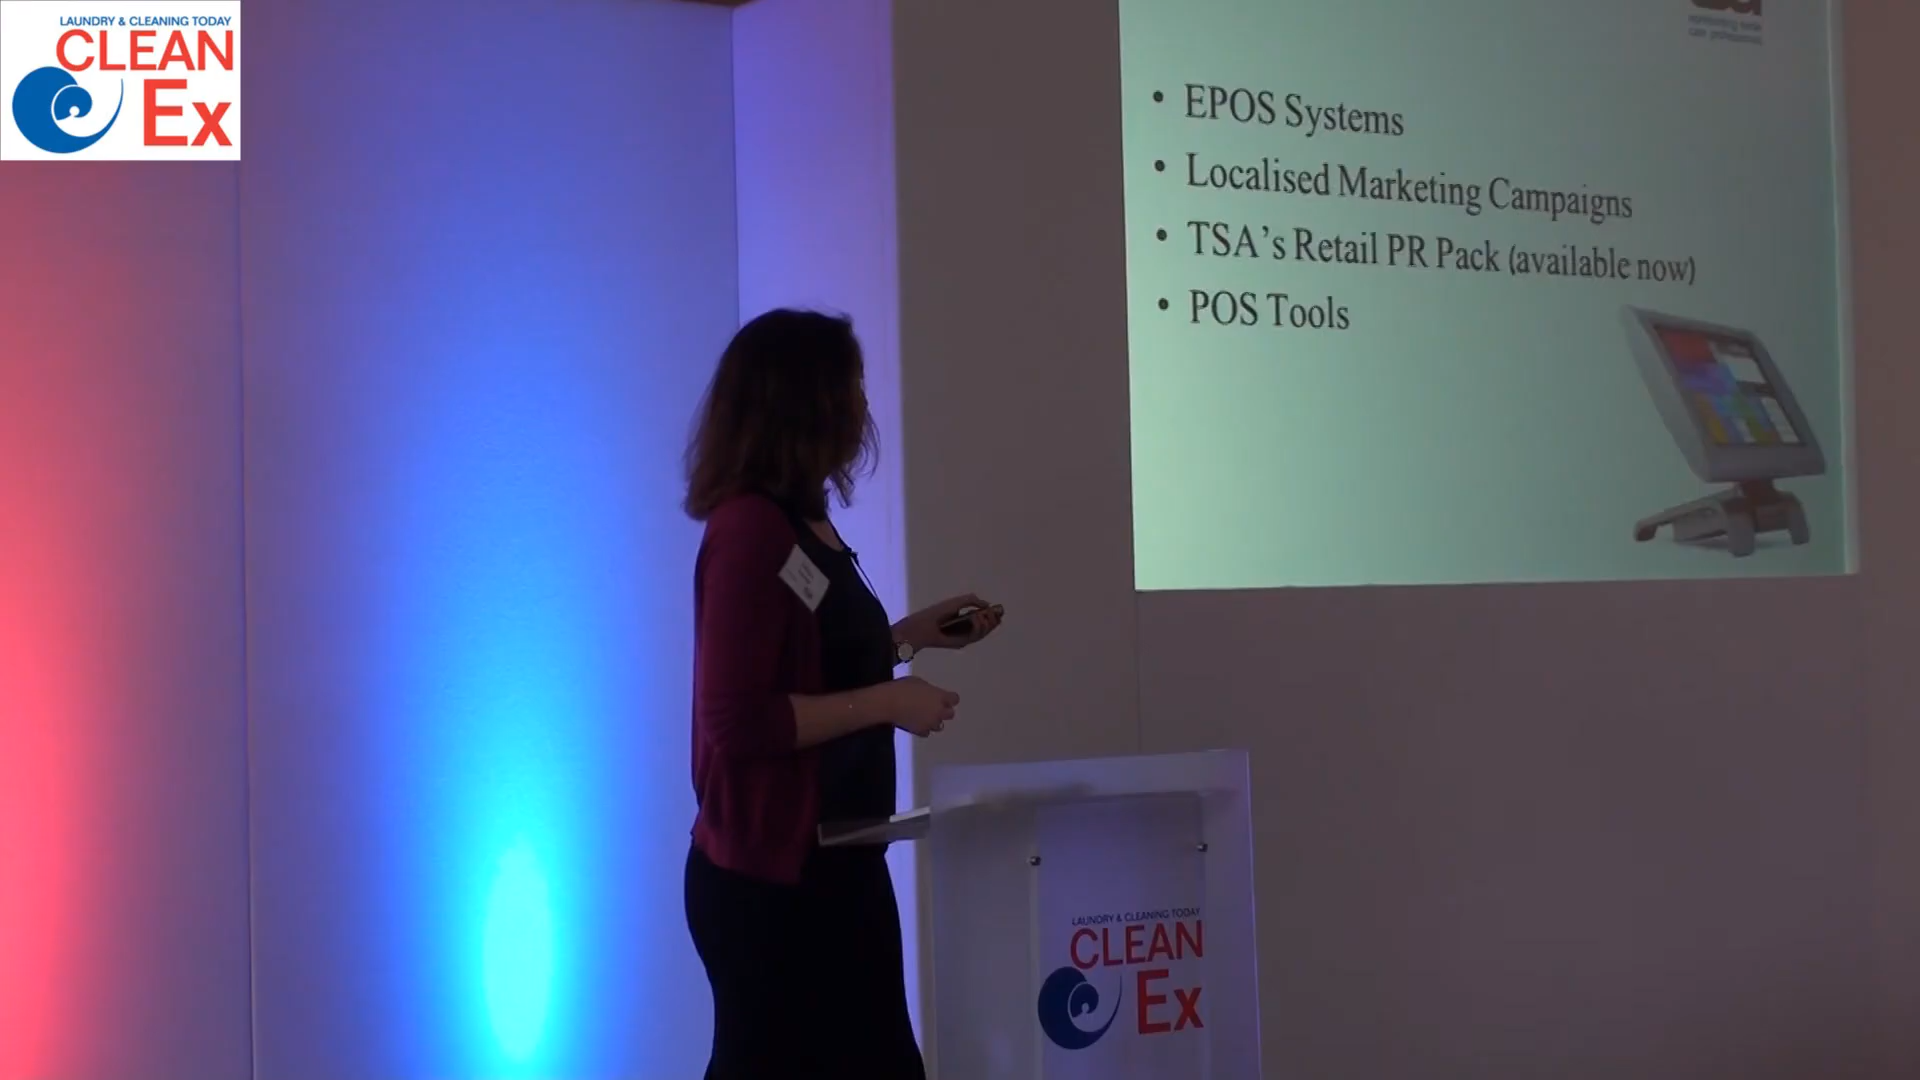 LAUNDRY & CLEANING TODAY
CLEAN
Ex
• EPOS Systems
• Localised Marketing Campaigns
• TSA’s Retail PR Pack (available now)
• POS Tools
LAUNDRY & CLEANING TODAY
CLEAN
Ex